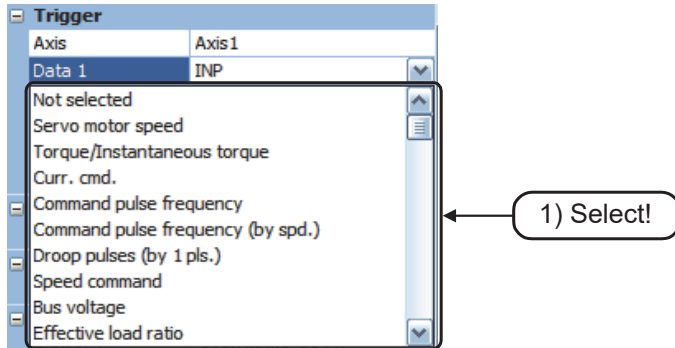 Trigger
Axis Axis1
Data 1 INP
Not selected
Servo motor speed
Torque/Instantaneous torque
Curr. cmd.
Command pulse frequency
Command pulse frequency (by spd.)
Droop pulses (by 1 pls.)
Speed command
Bus voltage
Effective load ratio
1) Select!